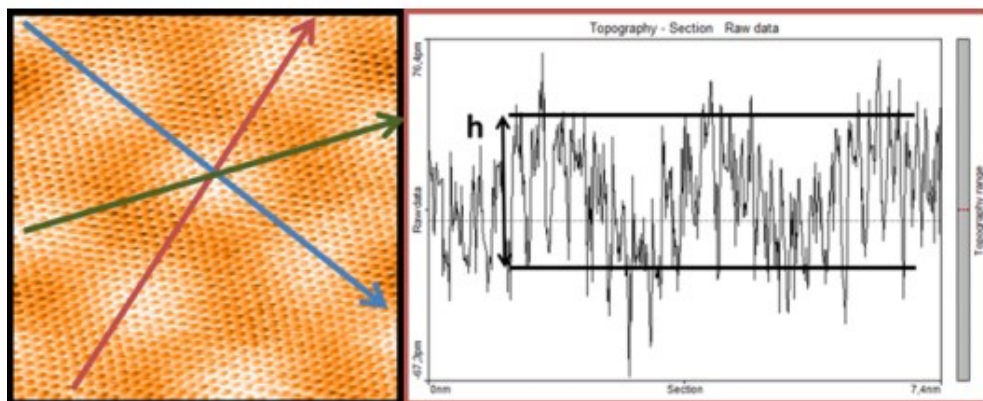 Topography - Section Raw data
76,4pm
h
Raw data
Topography range
-67,3pm
0nm
Section
7,4nm